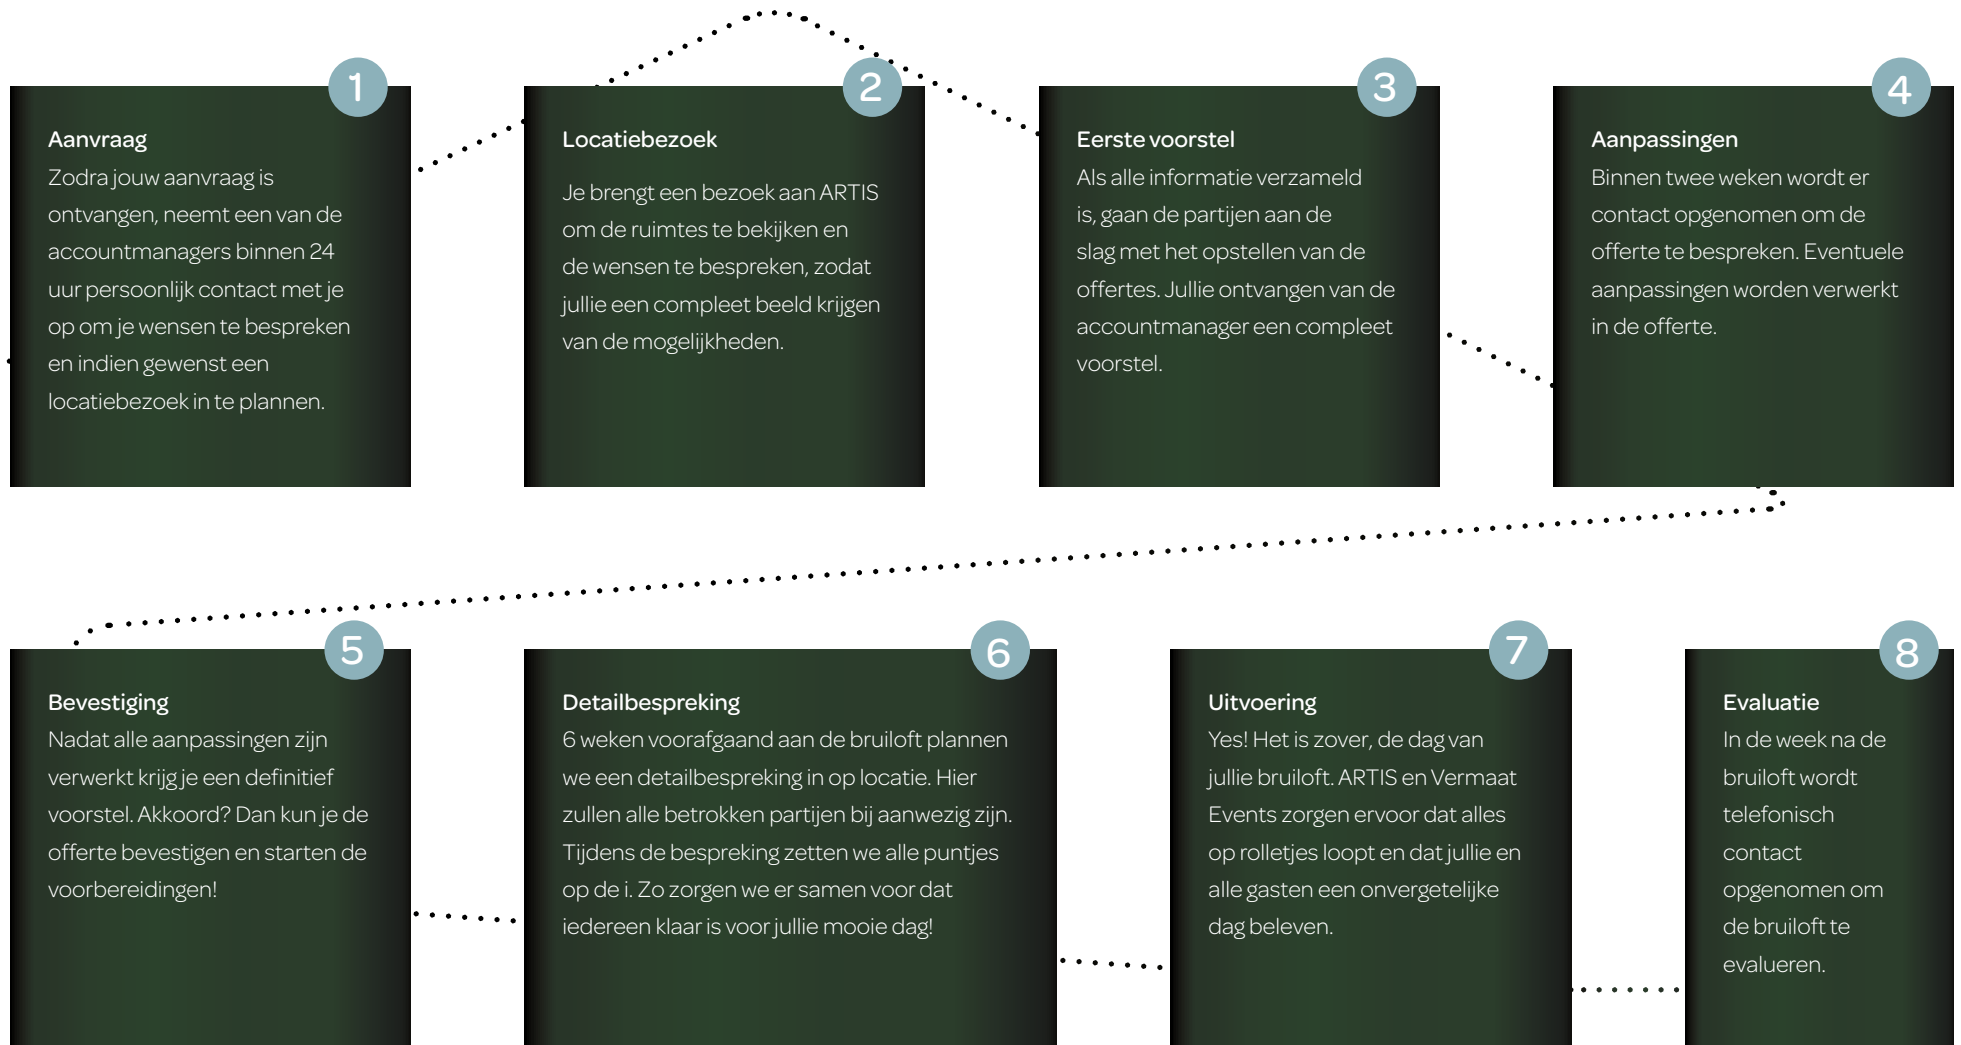 1
Aanvraag
Zodra jouw aanvraag is
ontvangen, neemt een van de
accountmanagers binnen 24
uur persoonlijk contact met je
op om je wensen te bespreken
en indien gewenst een
locatiebezoek in te plannen.
2
Locatiebezoek
Je brengt een bezoek aan ARTIS
om de ruimtes te bekijken en
de wensen te bespreken, zodat
jullie een compleet beeld krijgen
van de mogelijkheden.
3
Eerste voorstel
Als alle informatie verzameld
is, gaan de partijen aan de
slag met het opstellen van de
offertes. Jullie ontvangen van de
accountmanager een compleet
voorstel.
4
Aanpassingen
Binnen twee weken wordt er
contact opgenomen om de
offerte te bespreken. Eventuele
aanpassingen worden verwerkt
in de offerte.
5
Bevestiging
Nadat alle aanpassingen zijn
verwerkt krijg je een definitief
voorstel. Akkoord? Dan kun je de
offerte bevestigen en starten de
voorbereidingen!
6
Detailbespreking
6 weken voorafgaand aan de bruiloft plannen
we een detailbespreking in op locatie. Hier
zullen alle betrokken partijen bij aanwezig zijn.
Tijdens de bespreking zetten we alle puntjes
op de i. Zo zorgen we er samen voor dat
iedereen klaar is voor jullie mooie dag!
7
Uitvoering
Yes! Het is zover, de dag van
jullie bruiloft. ARTIS en Vermaat
Events zorgen ervoor dat alles
op rolletjes loopt en dat jullie en
alle gasten een onvergetelijke
dag beleven.
8
Evaluatie
In de week na de
bruiloft wordt
telefonisch
contact
opgenomen om
de bruiloft te
evalueren.